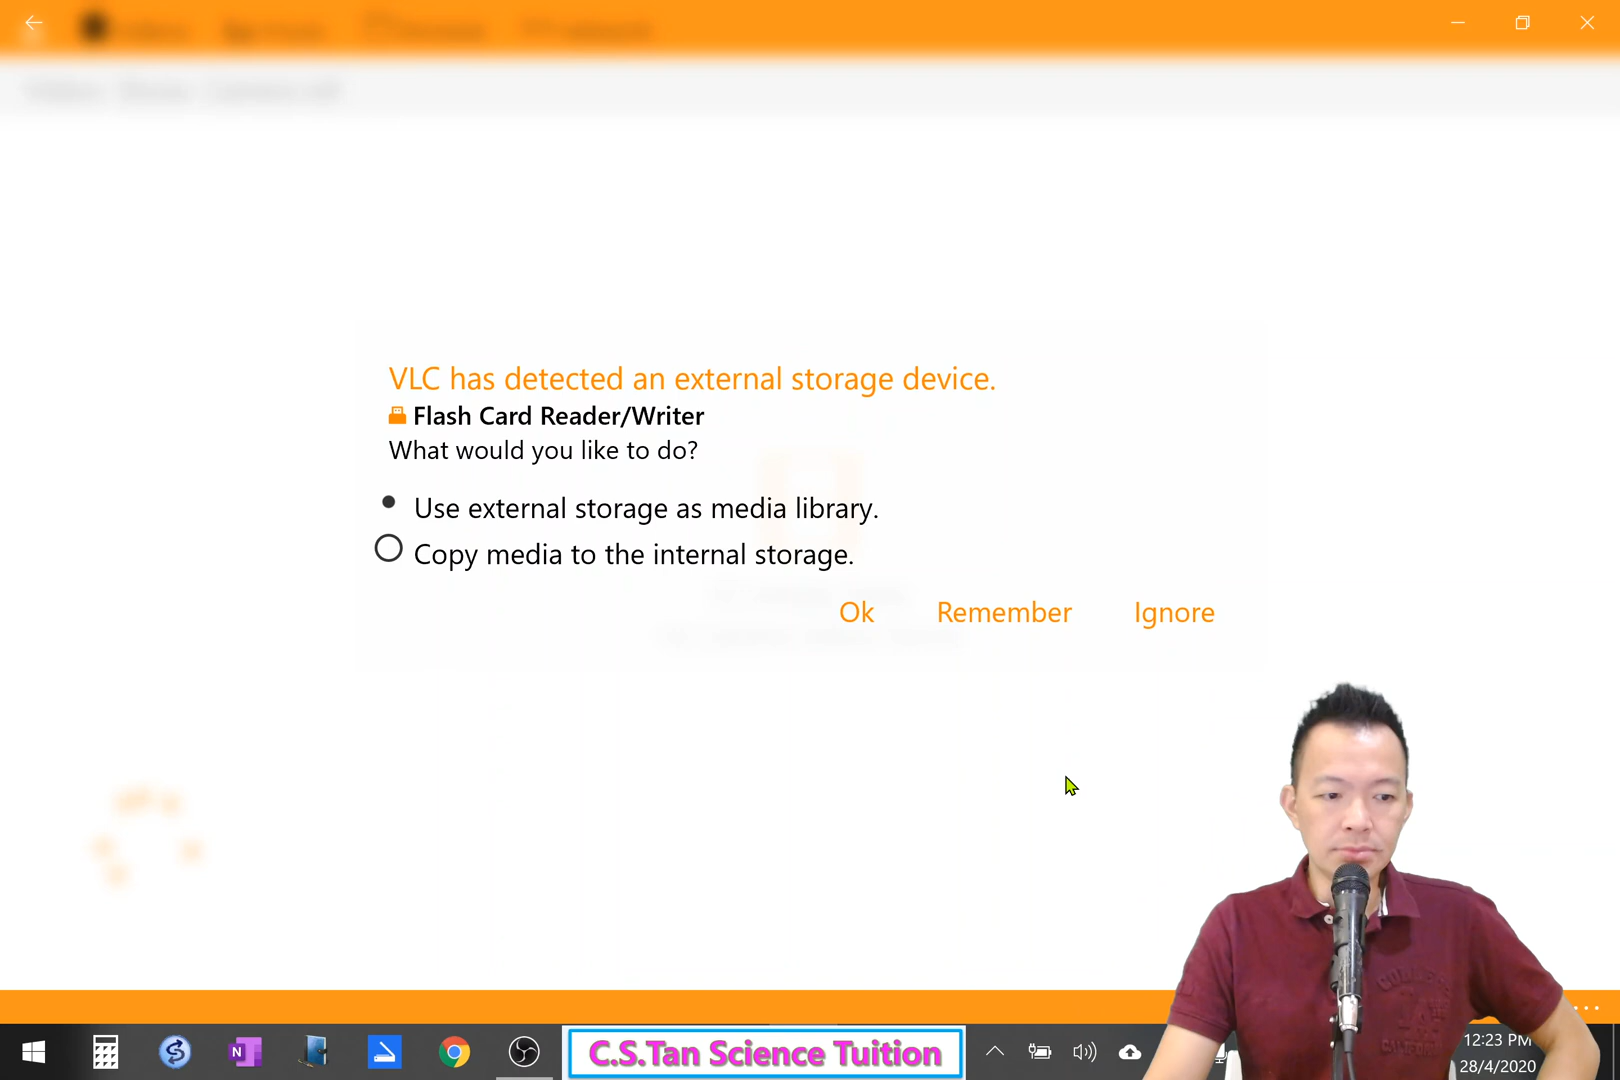 VLC has detected an external storage device.
Flash Card Reader/Writer
What would you like to do?
Use external storage as media library.
Copy media to the internal storage.
Ok Remember Ignore
C.S.Tan Science Tuition
12:23 PM
28/4/2020